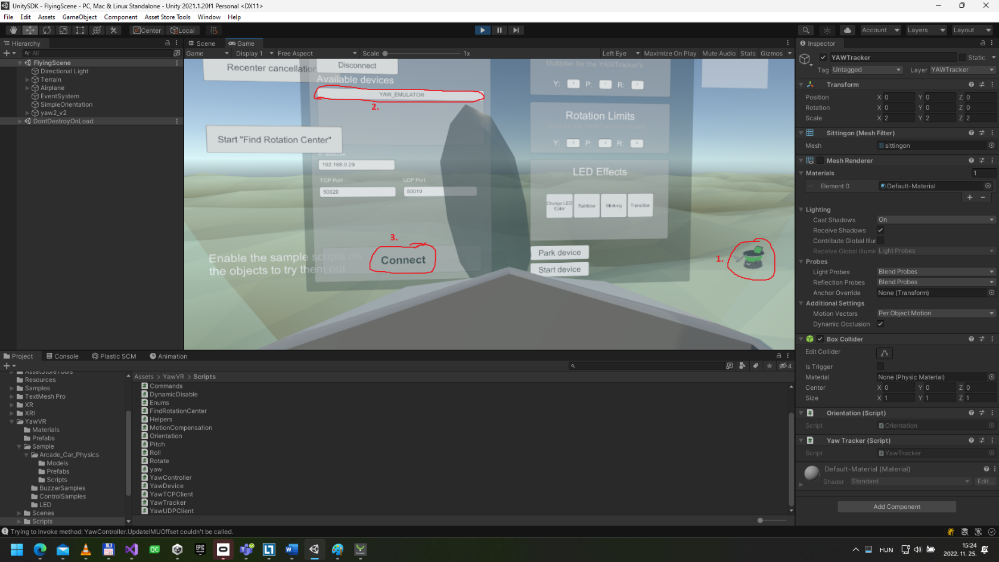 UnitySDK - FlyingScene - PC, Mac & Linux Standalone - Unity 2021.1.20f1 Personal <DX11>
File Edit Assets GameObject Component Asset Store Tools Window Help
Center Local Account Layers Layout
Hierarchy
All
FlyingScene
Directional Light
Terrain
Airplane
EventSystem
SimpleOrientation
yaw2_v2
DontDestroyOnLoad
Scene Game
Game Display 1 Free Aspect Scale 1x Left Eye Maximize On Play Mute Audio Stats Gizmos
Recenter cancellation
Disconnect
Available devices
YAW_EMULATOR
2.
Start "Find Rotation Center"
IP address
192.168.0.29
TCP Port UDP Port
50020 50010
3.
Connect
Enable the sample scripts on
the objects to try them out
Multiplier for the YAWTracker's
Y: P: R:
Rotation Limits
Y: P: R:
LED Effects
Change LED Color Rainbow Blinking Transition
Park device
Start device
1.
Inspector
YAWTracker Static
Tag Untagged Layer YAWTracker
Transform
Position X 0 Y 0 Z 0
Rotation X 0 Y 0 Z 0
Scale X 2 Y 2 Z 2
Sittingon (Mesh Filter)
Mesh sittingon
Mesh Renderer
Materials 1
Element 0 Default-Material
Lighting
Cast Shadows On
Receive Shadows
Contribute Global Illur
Receive Global Illumir Light Probes
Probes
Light Probes Blend Probes
Reflection Probes Blend Probes
Anchor Override None (Transform)
Additional Settings
Motion Vectors Per Object Motion
Dynamic Occlusion
Box Collider
Edit Collider
Is Trigger
Material None (Physic Material)
Center X 0 Y 0 Z 0
Size X 1 Y 1 Z 1
Orientation (Script)
Script Orientation
Yaw Tracker (Script)
Script YawTracker
Default-Material (Material)
Shader Standard Edit...
Add Component
Project Console Plastic SCM Animation
4
AssetStoreTools
Resources
Samples
TextMesh Pro
XR
XRI
YawVR
Materials
Prefabs
Sample
Arcade_Car_Physics
Models
Prefabs
Scripts
BuzzerSamples
ControlSamples
LED
Scenes
Scripts
Assets > YawVR > Scripts
Commands
DynamicDisable
Enums
FindRotationCenter
Helpers
MotionCompensation
Orientation
Pitch
Roll
Rotate
yaw
YawController
YawDevice
YawTCPClient
YawTracker
YawUDPClient
Trying to Invoke method: YawController.UpdateIMUOffset couldn't be called.
QC EPIC GAMES HUN 15:24
2022. 11. 25.